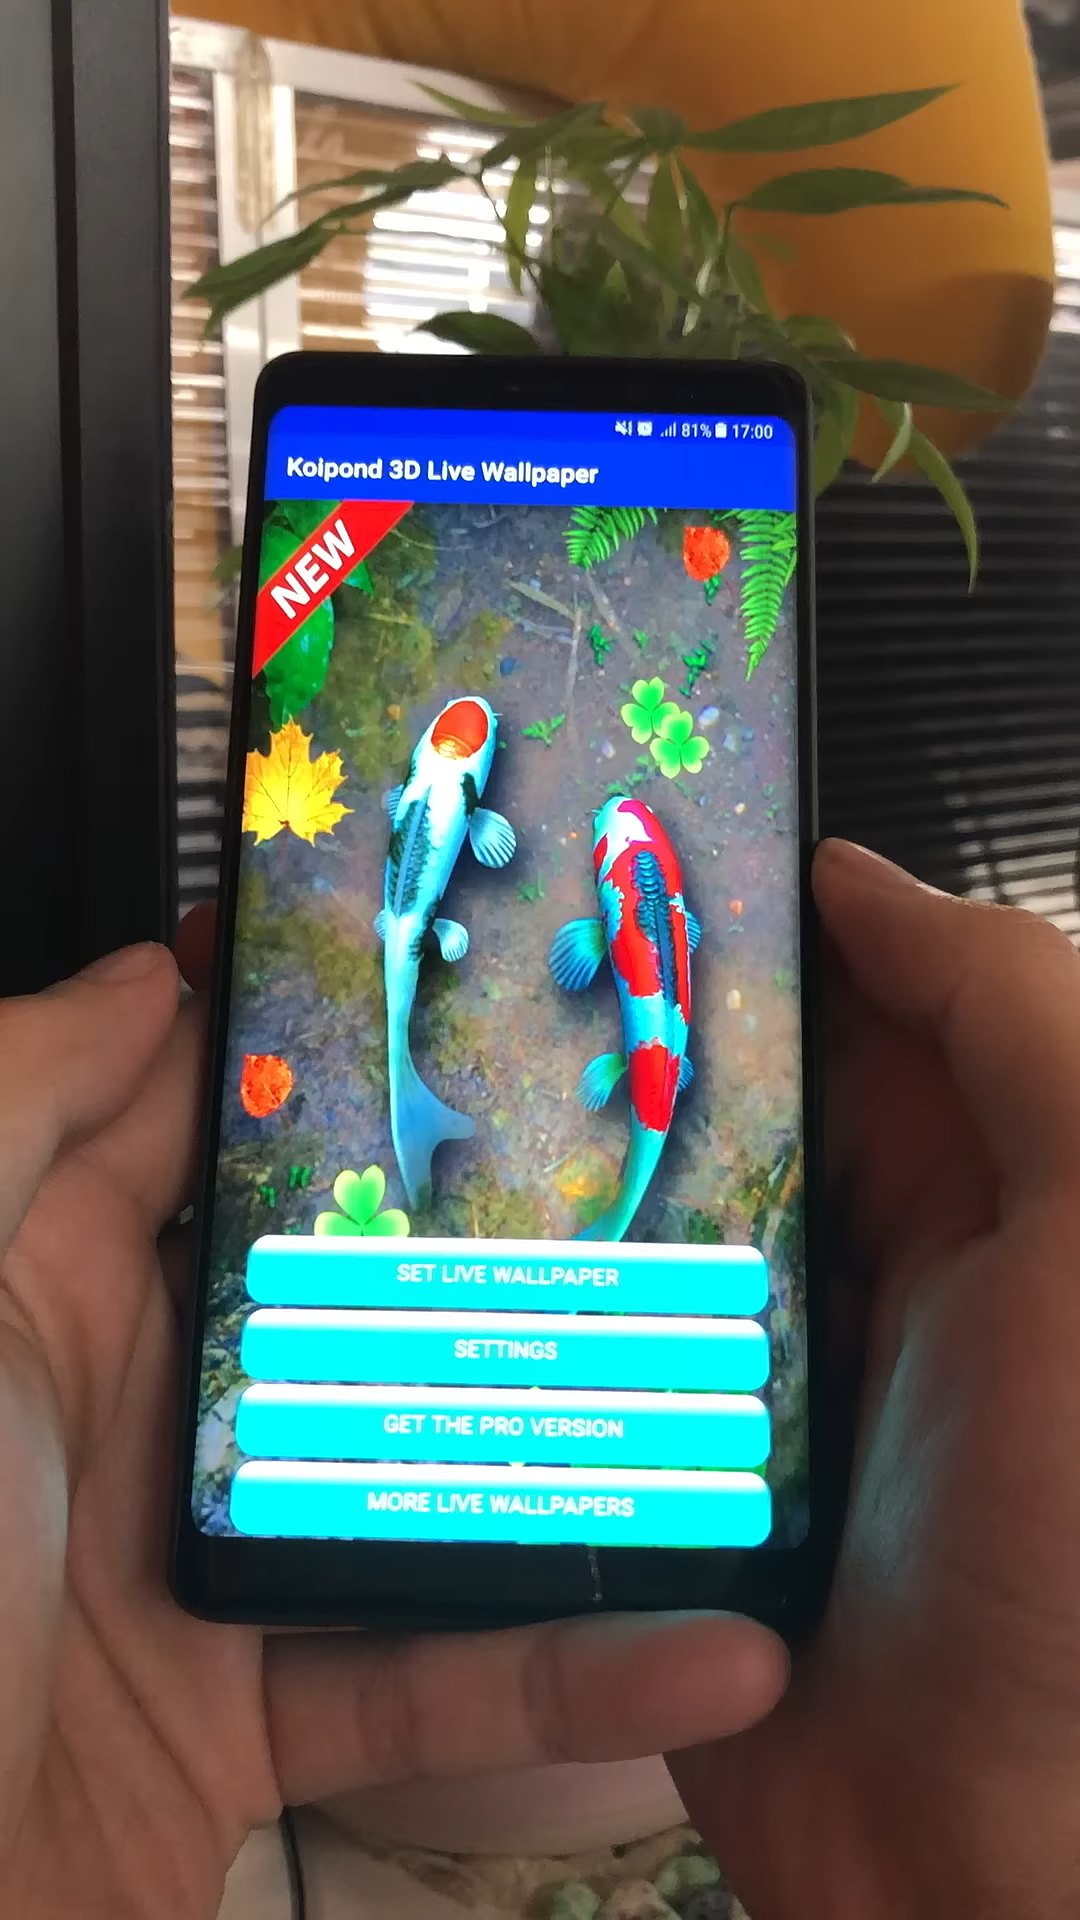 81% 17:00
Koipond 3D Live Wallpaper
NEW
SET LIVE WALLPAPER
SETTINGS
GET THE PRO VERSION
MORE LIVE WALLPAPERS